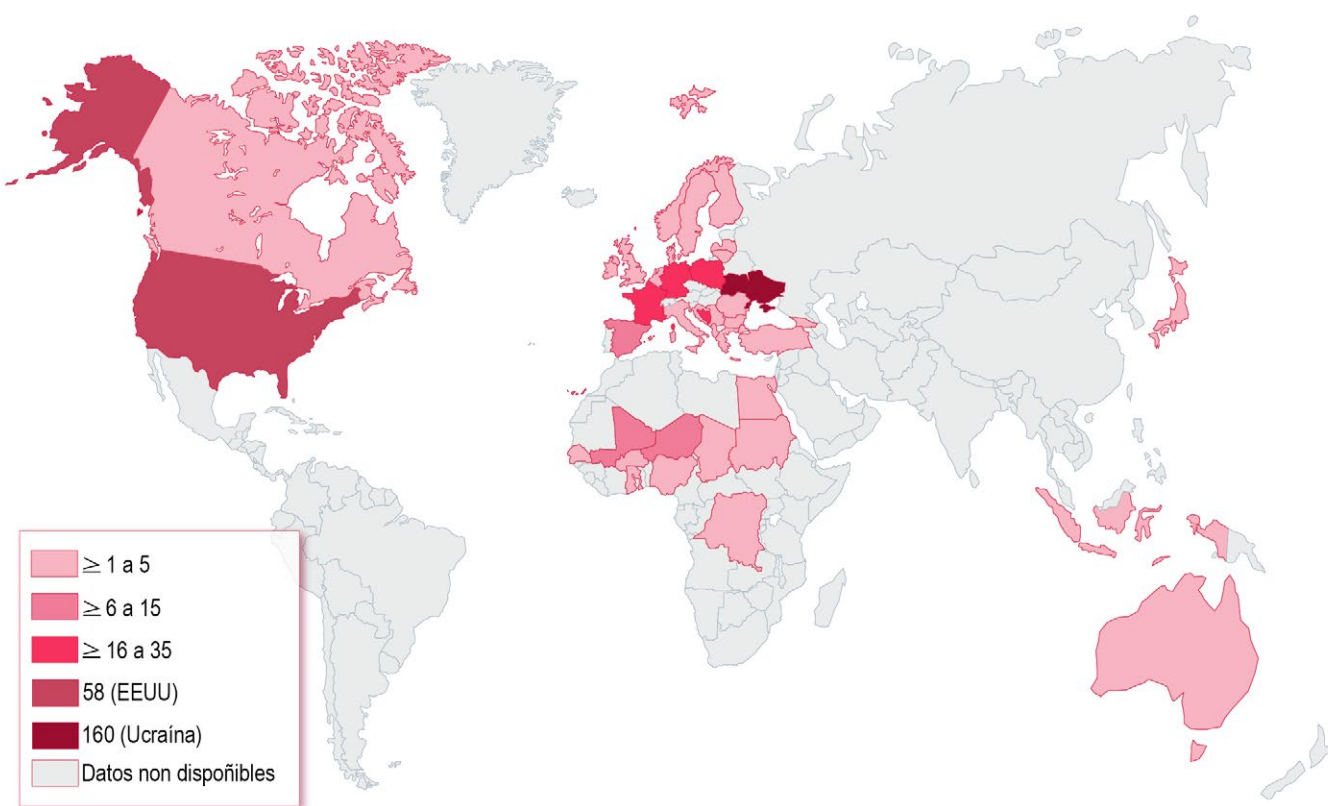 ≥ 1 a 5
≥ 6 a 15
≥ 16 a 35
58 (EEUU)
160 (Ucraína)
Datos non dispoñibles